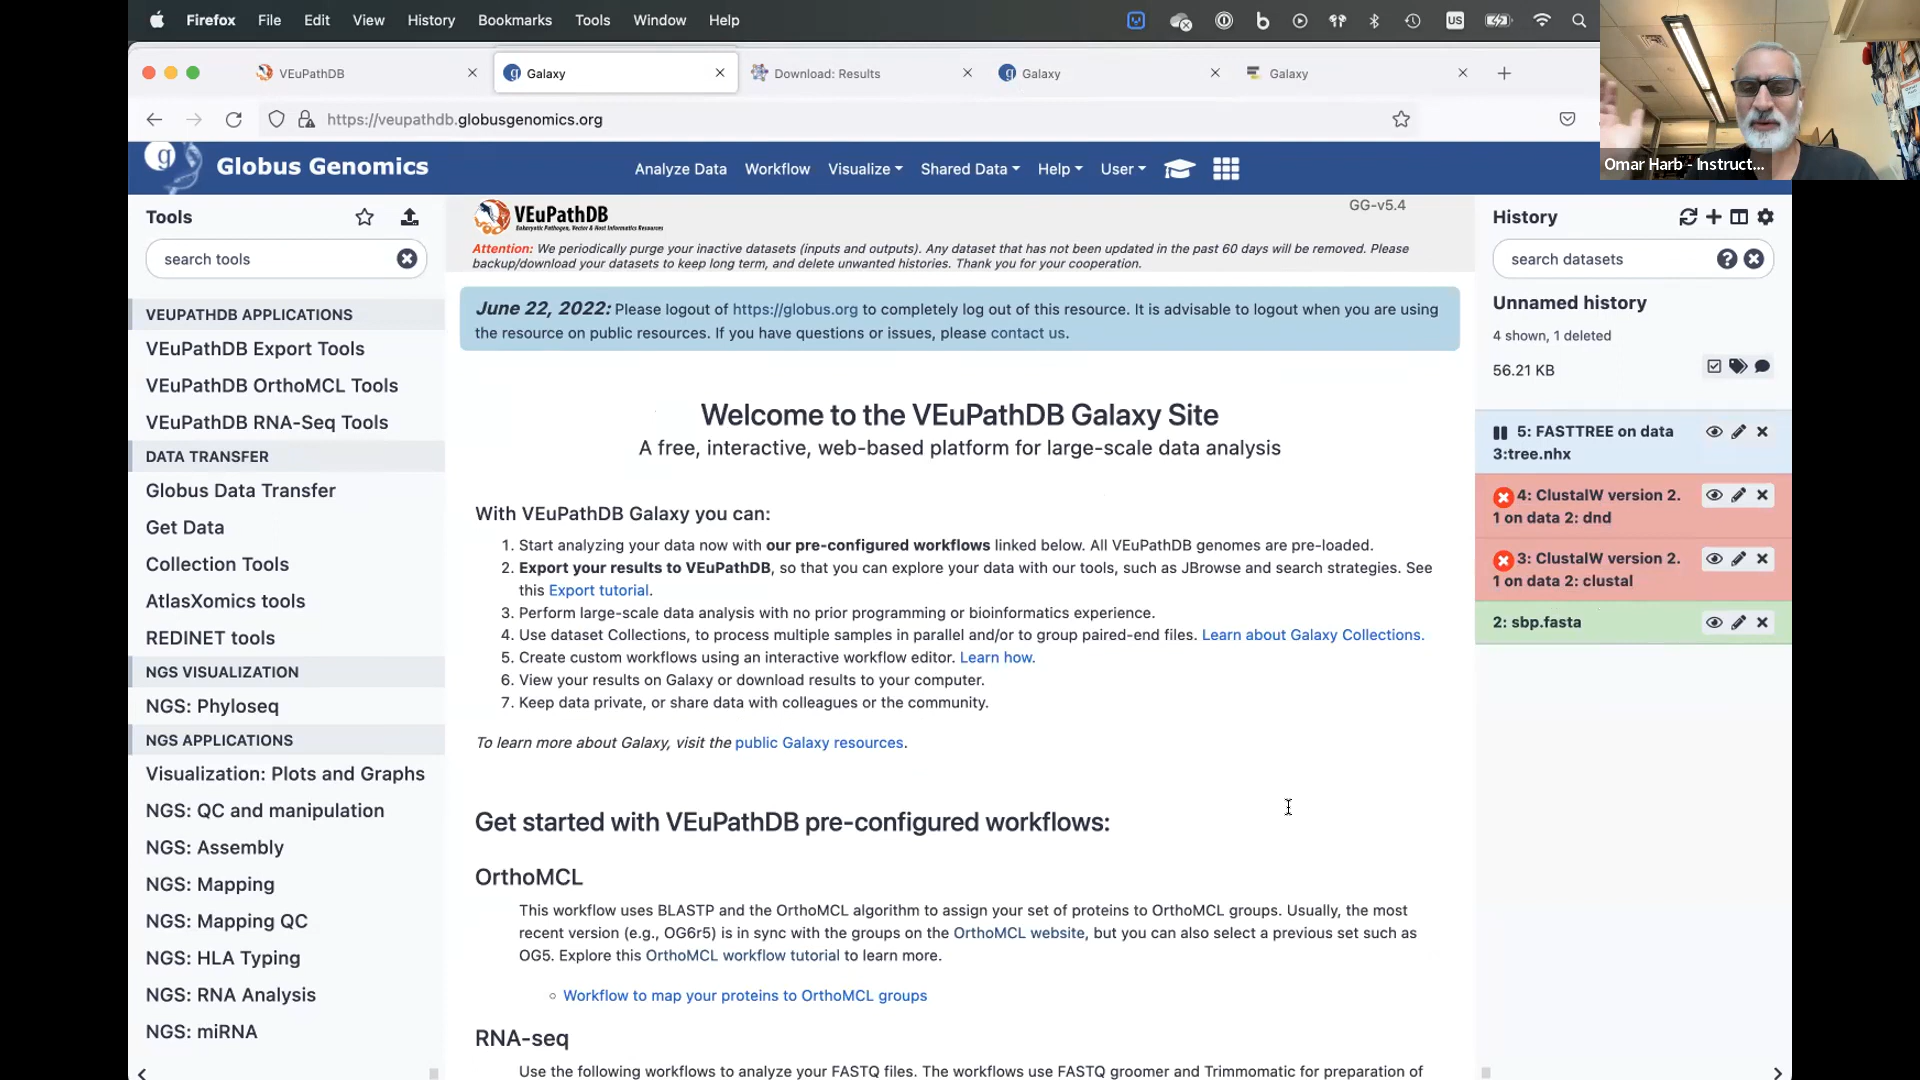 Firefox File Edit View History Bookmarks Tools Window Help
US
VEuPathDB
Galaxy
Download: Results
Galaxy
Galaxy
https://veupathdb.globusgenomics.org
Omar Harb - Instruct...
Globus Genomics
Analyze Data Workflow Visualize Shared Data Help User
Tools
search tools
VEUPATHDB APPLICATIONS
VEuPathDB Export Tools
VEuPathDB OrthoMCL Tools
VEuPathDB RNA-Seq Tools
DATA TRANSFER
Globus Data Transfer
Get Data
Collection Tools
AtlasXomics tools
REDINET tools
NGS VISUALIZATION
NGS: Phyloseq
NGS APPLICATIONS
Visualization: Plots and Graphs
NGS: QC and manipulation
NGS: Assembly
NGS: Mapping
NGS: Mapping QC
NGS: HLA Typing
NGS: RNA Analysis
NGS: miRNA
VEuPathDB
Eukaryotic Pathogen, Vector & Host Informatics Resources
GG-v5.4
Attention: We periodically purge your inactive datasets (inputs and outputs). Any dataset that has not been updated in the past 60 days will be removed. Please
backup/download your datasets to keep long term, and delete unwanted histories. Thank you for your cooperation.
June 22, 2022: Please logout of https://globus.org to completely log out of this resource. It is advisable to logout when you are using
the resource on public resources. If you have questions or issues, please contact us.
Welcome to the VEuPathDB Galaxy Site
A free, interactive, web-based platform for large-scale data analysis
With VEuPathDB Galaxy you can:
1. Start analyzing your data now with our pre-configured workflows linked below. All VEuPathDB genomes are pre-loaded.
2. Export your results to VEuPathDB, so that you can explore your data with our tools, such as JBrowse and search strategies. See
this Export tutorial.
3. Perform large-scale data analysis with no prior programming or bioinformatics experience.
4. Use dataset Collections, to process multiple samples in parallel and/or to group paired-end files. Learn about Galaxy Collections.
5. Create custom workflows using an interactive workflow editor. Learn how.
6. View your results on Galaxy or download results to your computer.
7. Keep data private, or share data with colleagues or the community.
To learn more about Galaxy, visit the public Galaxy resources.
Get started with VEuPathDB pre-configured workflows:
OrthoMCL
This workflow uses BLASTP and the OrthoMCL algorithm to assign your set of proteins to OrthoMCL groups. Usually, the most
recent version (e.g., OG6r5) is in sync with the groups on the OrthoMCL website, but you can also select a previous set such as
OG5. Explore this OrthoMCL workflow tutorial to learn more.
Workflow to map your proteins to OrthoMCL groups
RNA-seq
Use the following workflows to analyze your FASTQ files. The workflows use FASTQ groomer and Trimmomatic for preparation of
History
search datasets
Unnamed history
4 shown, 1 deleted
56.21 KB
5: FASTTREE on data
3:tree.nhx
4: ClustalW version 2.
1 on data 2: dnd
3: ClustalW version 2.
1 on data 2: clustal
2: sbp.fasta